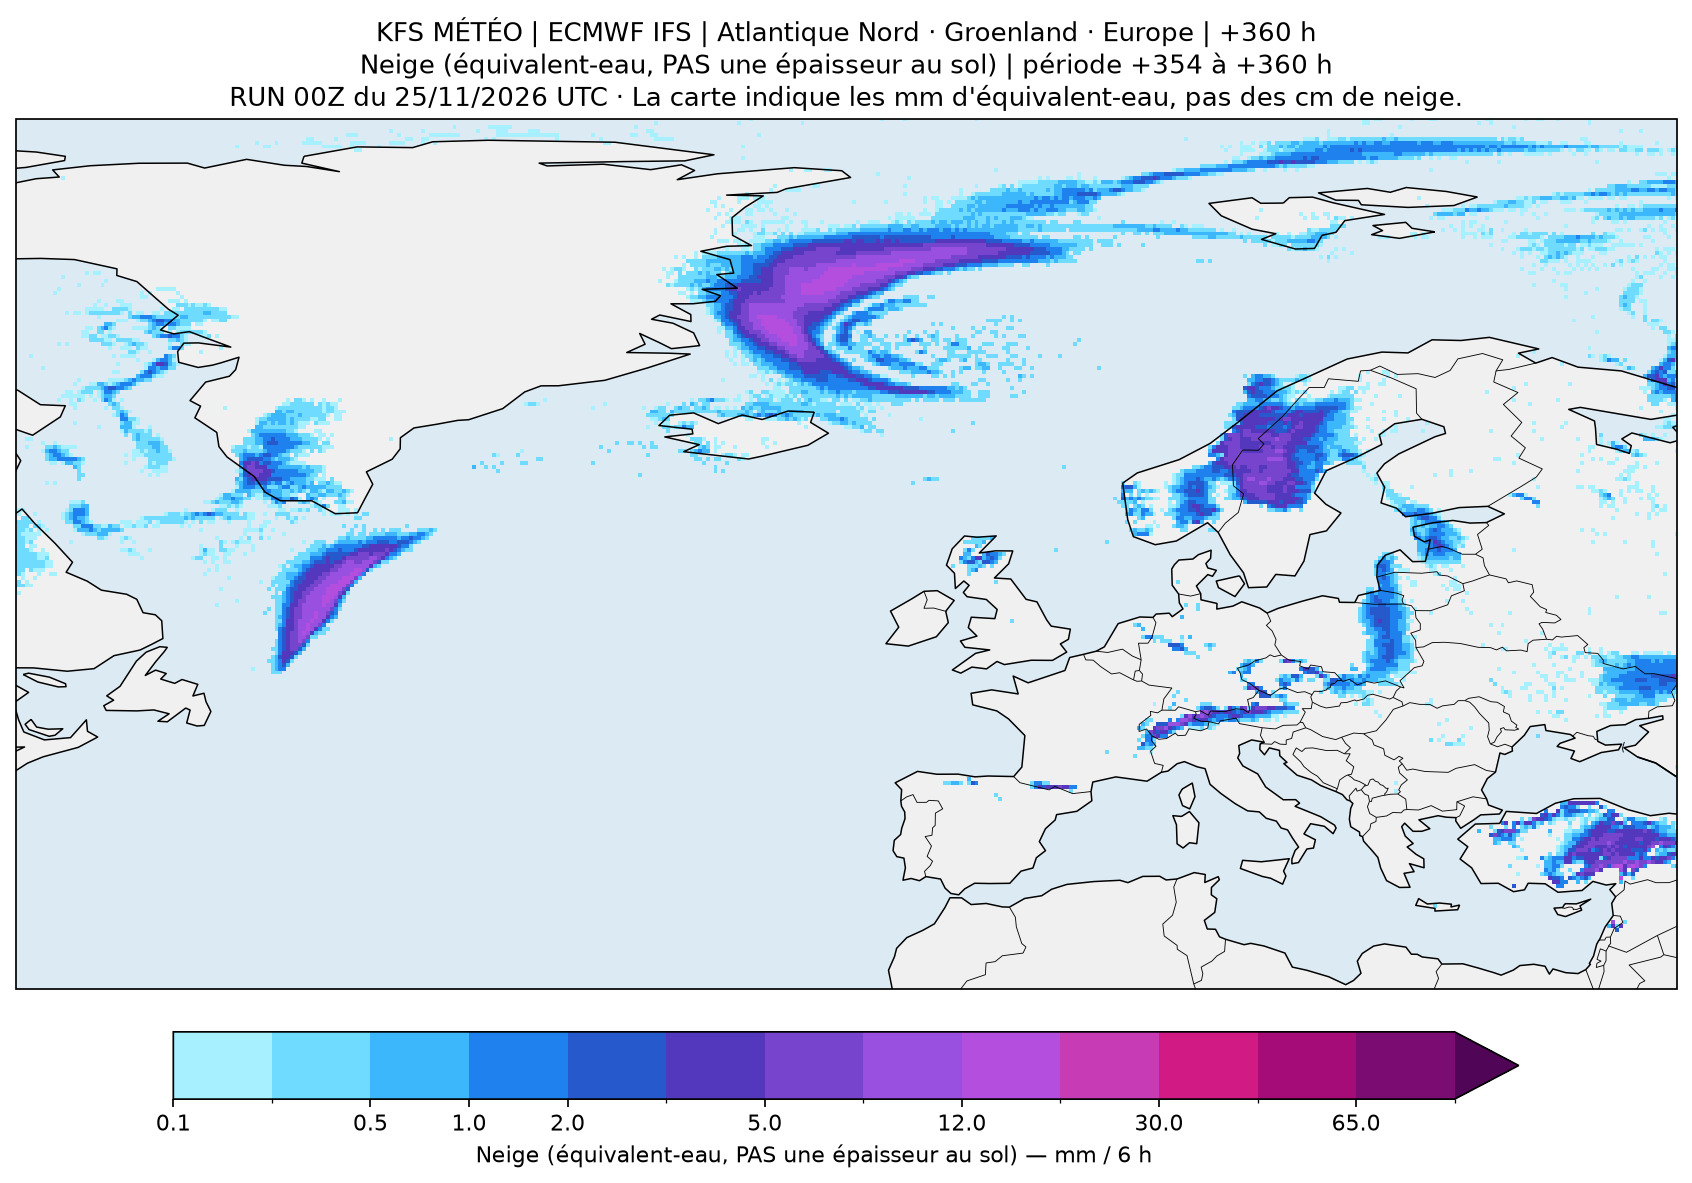 KFS MÉTÉO | ECMWF IFS | Atlantique Nord · Groenland · Europe | +360 h
Neige (équivalent-eau, PAS une épaisseur au sol) | période +354 à +360 h
RUN 00Z du 25/11/2026 UTC · La carte indique les mm d'équivalent-eau, pas des cm de neige.
0.1 0.5 1.0 2.0 5.0 12.0 30.0 65.0
Neige (équivalent-eau, PAS une épaisseur au sol) — mm / 6 h